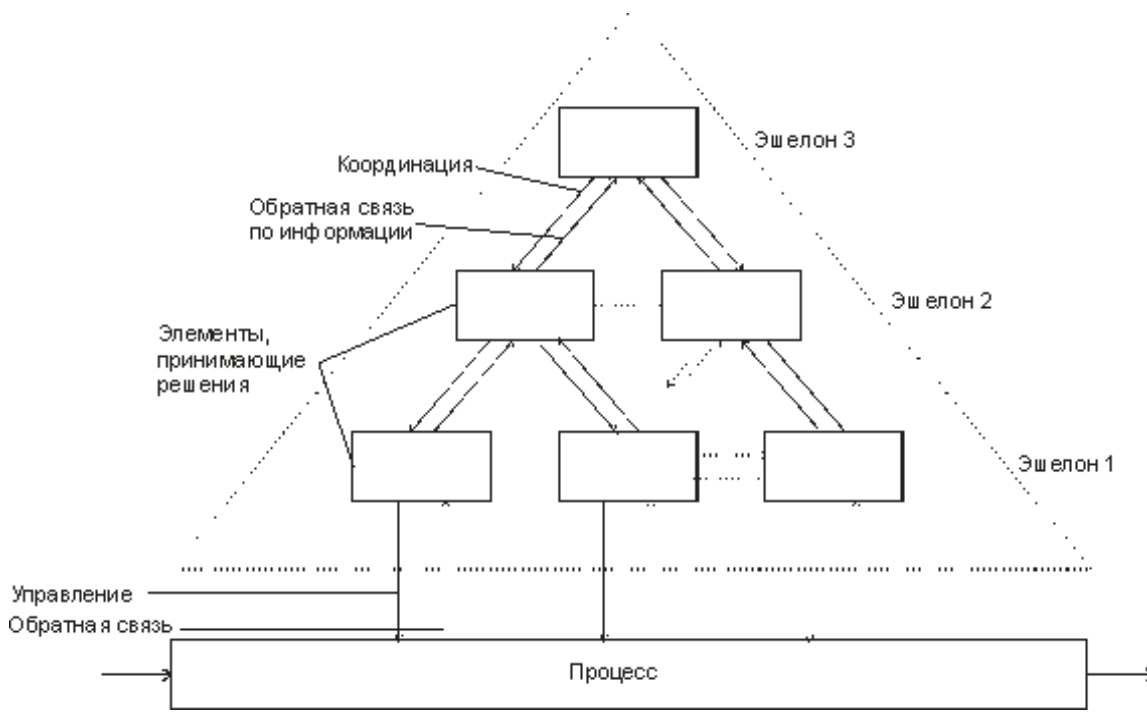 Эшелон 3
Координация
Обратная связь
по информации
Эшелон 2
Элементы,
принимающие
решения
Эшелон 1
Управление
Обратная связь
Процесс